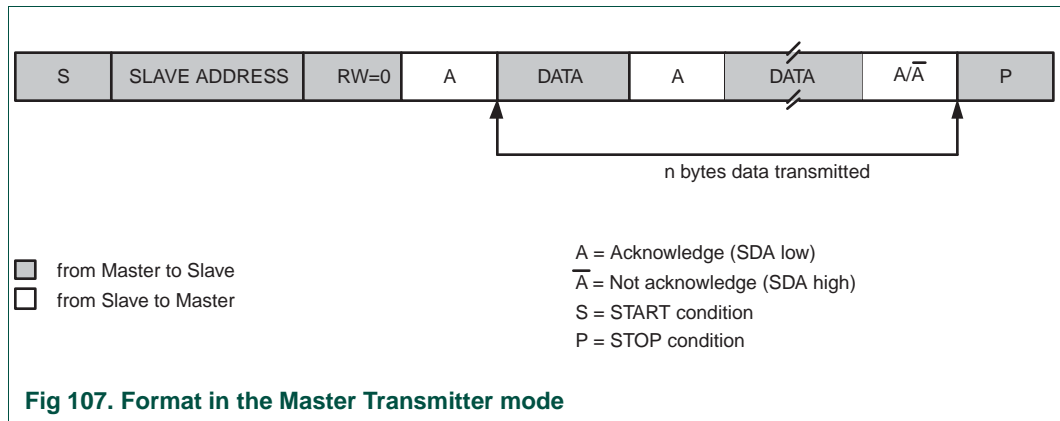 S SLAVE ADDRESS RW=0 A DATA A DATA A/A̅ P
n bytes data transmitted
from Master to Slave
from Slave to Master
A = Acknowledge (SDA low)
A̅ = Not acknowledge (SDA high)
S = START condition
P = STOP condition
Fig 107. Format in the Master Transmitter mode